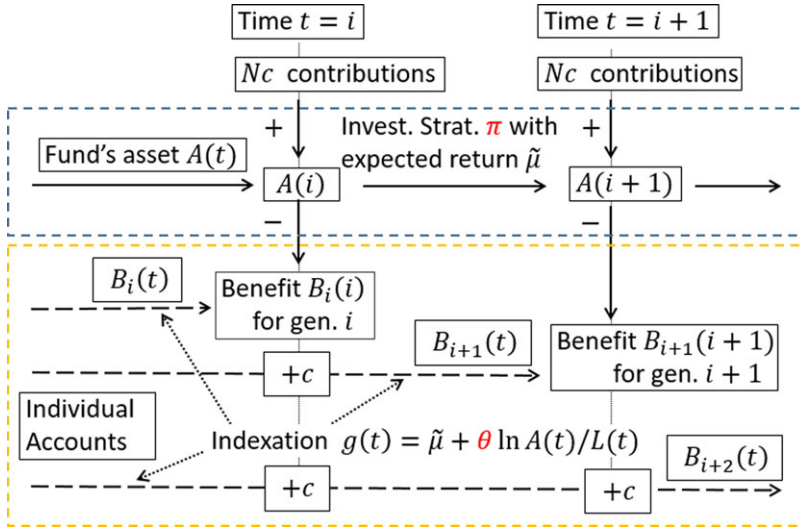 Time t = i
Time t = i + 1
Nc contributions
Nc contributions
+
Invest. Strat. π with
expected return μ̃
+
Fund's asset A(t)
A(i)
A(i + 1)
−
−
B_i(t)
Benefit B_i(i)
for gen. i
B_{i+1}(t)
Benefit B_{i+1}(i + 1)
for gen. i + 1
+c
Individual
Accounts
Indexation g(t) = μ̃ + θ ln A(t)/L(t)
B_{i+2}(t)
+c
+c